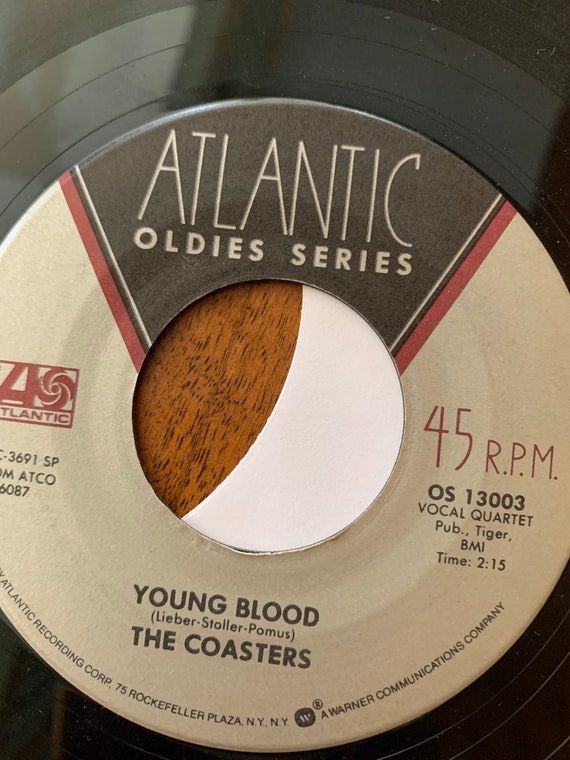 ATLANTIC
OLDIES SERIES
ATLANTIC
C-3691 SP
OM ATCO
6087
45 R.P.M.
OS 13003
VOCAL QUARTET
Pub., Tiger,
BMI
Time: 2:15
YOUNG BLOOD
(Lieber-Stoller-Pomus)
THE COASTERS
Y ATLANTIC RECORDING CORP. 75 ROCKEFELLER PLAZA, N.Y., N.Y. ® A WARNER COMMUNICATIONS COMPANY